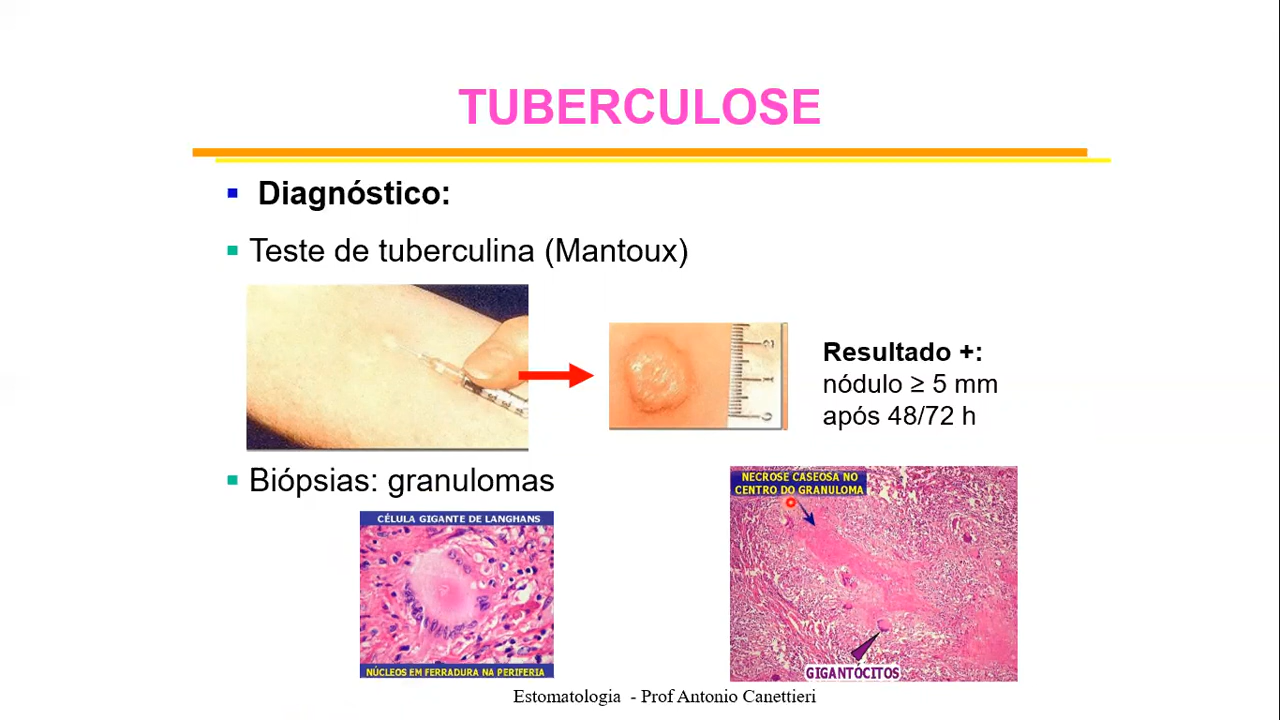 TUBERCULOSE
Diagnóstico:
Teste de tuberculina (Mantoux)
Resultado +:
nódulo ≥ 5 mm
após 48/72 h
Biópsias: granulomas
CÉLULA GIGANTE DE LANGHANS
NÚCLEOS EM FERRADURA NA PERIFERIA
NECROSE CASEOSA NO
CENTRO DO GRANULOMA
GIGANTÓCITOS
Estomatologia - Prof Antonio Canettieri